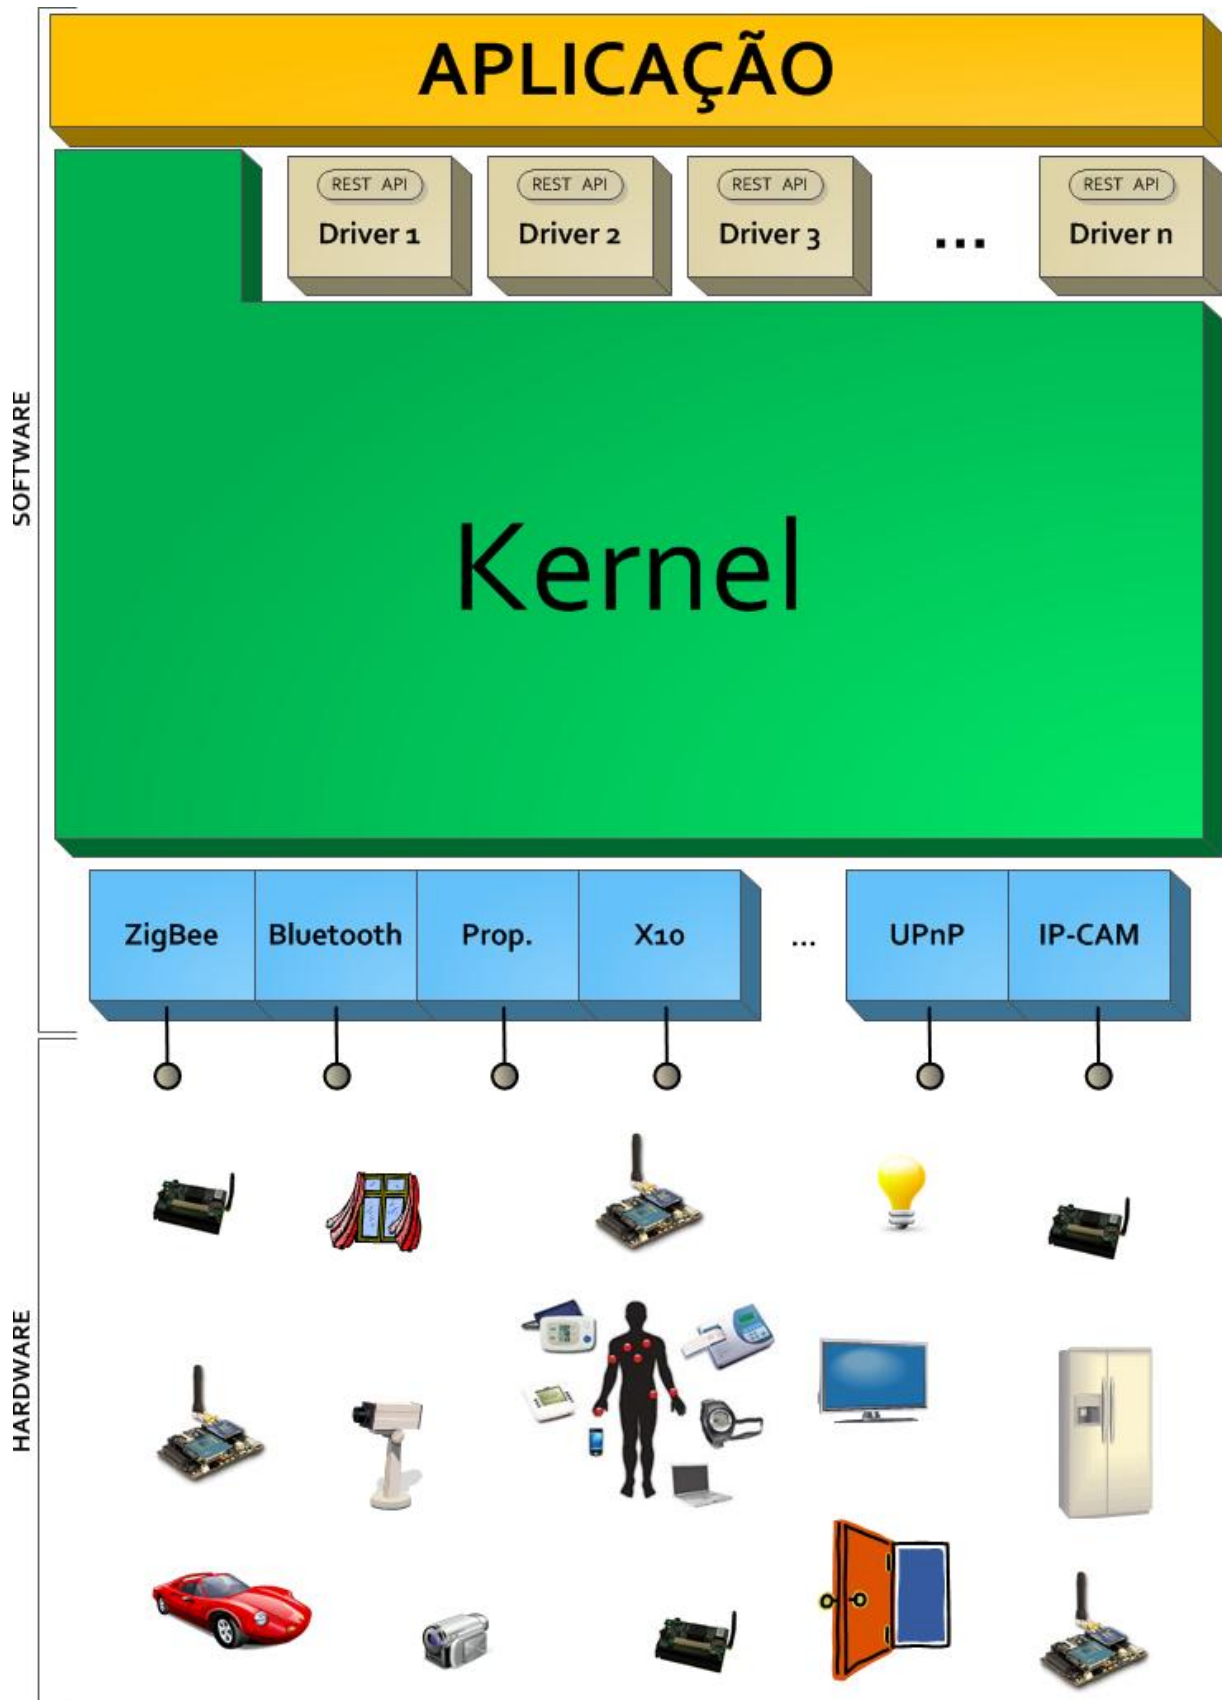 APLICAÇÃO
REST API
Driver 1
REST API
Driver 2
REST API
Driver 3
...
REST API
Driver n
SOFTWARE
Kernel
ZigBee
Bluetooth
Prop.
X10
...
UPnP
IP-CAM
HARDWARE